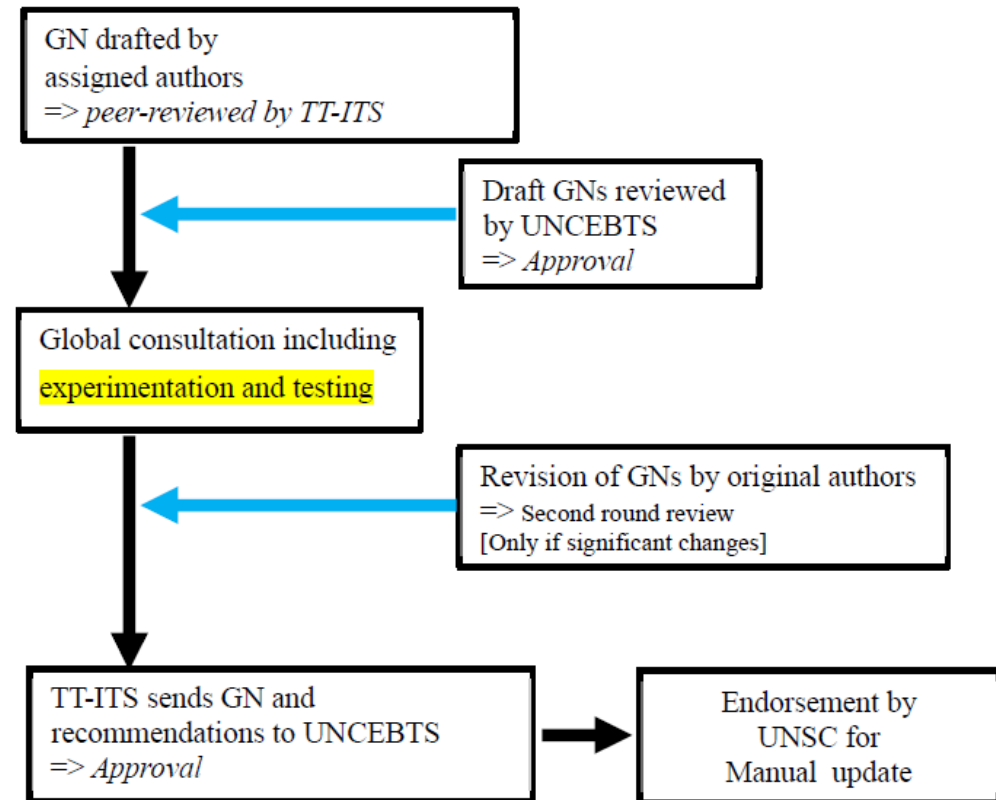 GN drafted by
assigned authors
=> peer-reviewed by TT-ITS
Draft GNs reviewed
by UNCEBTS
=> Approval
Global consultation including
experimentation and testing
Revision of GNs by original authors
=> Second round review
[Only if significant changes]
TT-ITS sends GN and
recommendations to UNCEBTS
=> Approval
Endorsement by
UNSC for
Manual update